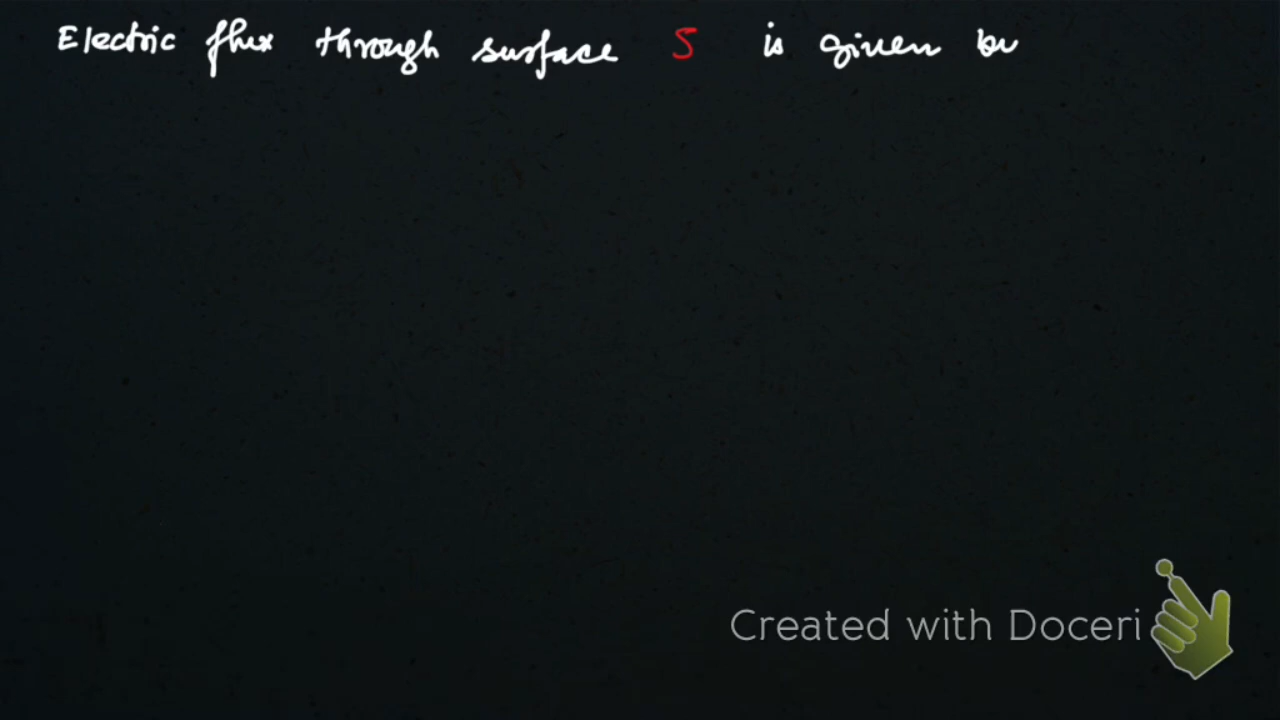 Electric flux through surface S is given by
Created with Doceri